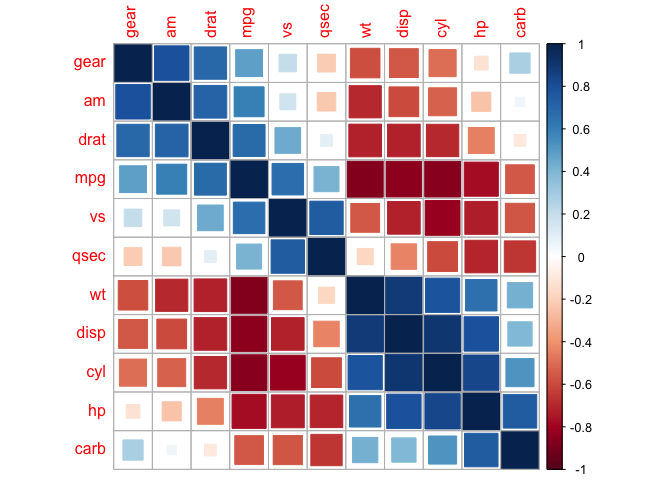 gear am drat mpg vs qsec wt disp cyl hp carb
gear
am
drat
mpg
vs
qsec
wt
disp
cyl
hp
carb
1
0.8
0.6
0.4
0.2
0
-0.2
-0.4
-0.6
-0.8
-1